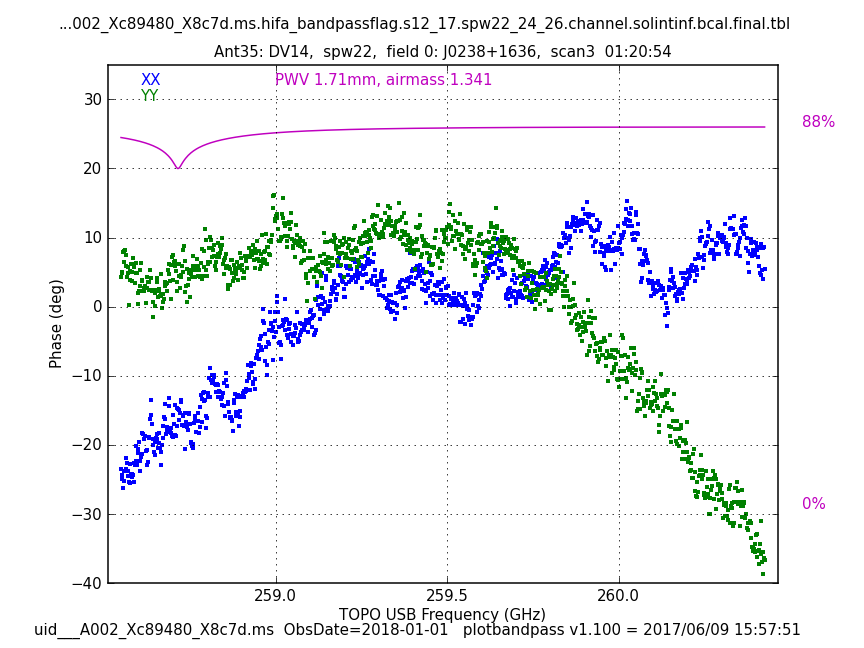 ...002_Xc89480_X8c7d.ms.hifa_bandpassflag.s12_17.spw22_24_26.channel.solintinf.bcal.final.tbl
Ant35: DV14, spw22, field 0: J0238+1636, scan3 01:20:54
XX
PWV 1.71mm, airmass 1.341
YY
30
20
10
0
−10
−20
−30
−40
Phase (deg)
88%
0%
259.0
259.5
260.0
TOPO USB Frequency (GHz)
uid___A002_Xc89480_X8c7d.ms ObsDate=2018-01-01 plotbandpass v1.100 = 2017/06/09 15:57:51